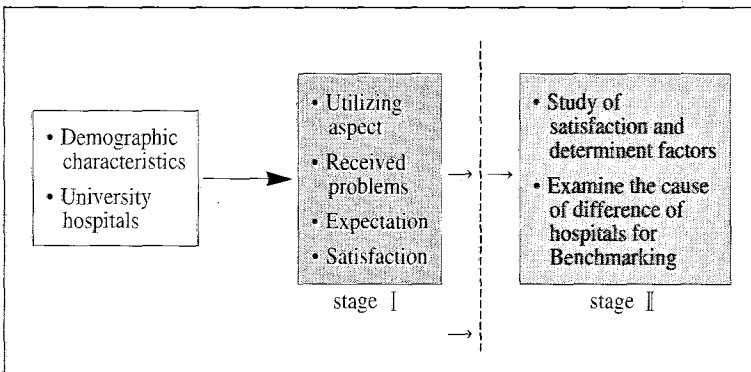 • Demographic
characteristics
• University
hospitals
• Utilizing
aspect
• Received
problems
• Expectation
• Satisfaction
stage Ⅰ
• Study of
satisfaction and
determinent factors
• Examine the cause
of difference of
hospitals for
Benchmarking
stage Ⅱ